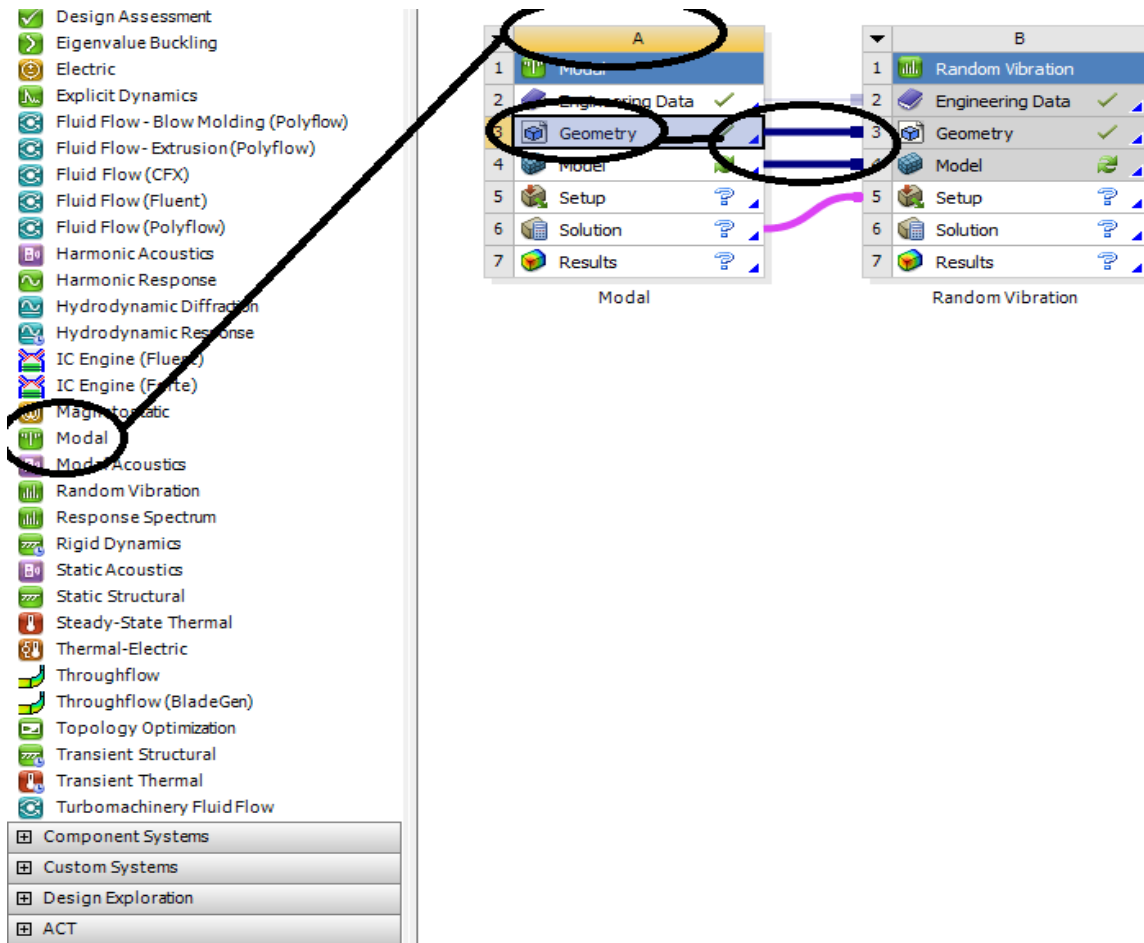 Design Assessment
Eigenvalue Buckling
Electric
Explicit Dynamics
Fluid Flow - Blow Molding (Polyflow)
Fluid Flow - Extrusion (Polyflow)
Fluid Flow (CFX)
Fluid Flow (Fluent)
Fluid Flow (Polyflow)
Harmonic Acoustics
Harmonic Response
Hydrodynamic Diffraction
Hydrodynamic Response
IC Engine (Fluent)
IC Engine (Forte)
Magnetostatic
Modal
Modal Acoustics
Random Vibration
Response Spectrum
Rigid Dynamics
Static Acoustics
Static Structural
Steady-State Thermal
Thermal-Electric
Throughflow
Throughflow (BladeGen)
Topology Optimization
Transient Structural
Transient Thermal
Turbomachinery Fluid Flow
Component Systems
Custom Systems
Design Exploration
ACT
A
1 Modal
2 Engineering Data
3 Geometry
4 Model
5 Setup
6 Solution
7 Results
Modal
B
1 Random Vibration
2 Engineering Data
3 Geometry
4 Model
5 Setup
6 Solution
7 Results
Random Vibration